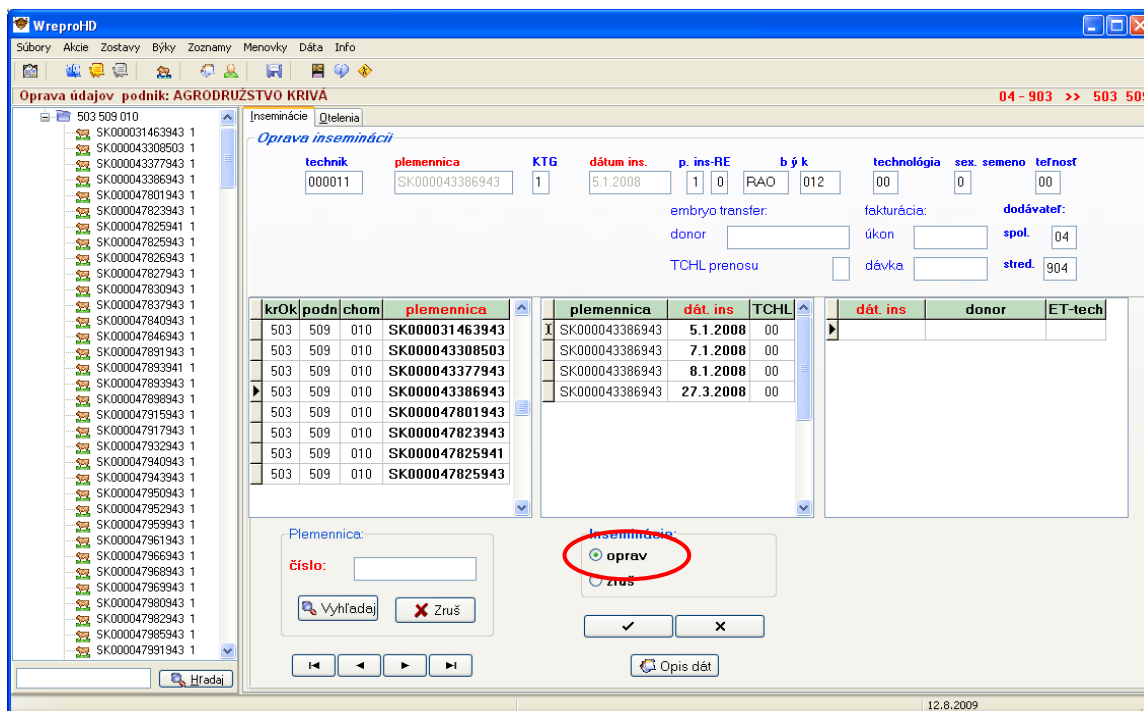 WreproHD
Súbory Akcie Zostavy Býky Zoznamy Menovky Dáta Info
Oprava údajov podnik: AGRODRUŽSTVO KRIVÁ 04 - 903 >> 503 509
503 509 010
SK000031463943 1
SK000043308503 1
SK000043377943 1
SK000043386943 1
SK000047801943 1
SK000047823943 1
SK000047825941 1
SK000047825943 1
SK000047826943 1
SK000047827943 1
SK000047830943 1
SK000047837943 1
SK000047840943 1
SK000047846943 1
SK000047891943 1
SK000047893941 1
SK000047893943 1
SK000047898943 1
SK000047915943 1
SK000047917943 1
SK000047932943 1
SK000047940943 1
SK000047943943 1
SK000047950943 1
SK000047952943 1
SK000047959943 1
SK000047961943 1
SK000047966943 1
SK000047968943 1
SK000047969943 1
SK000047980943 1
SK000047982943 1
SK000047985943 1
SK000047991943 1
Hľadaj
Inseminácie Otelenia
Oprava inseminácií
technik plemennica KTG dátum ins. p. ins-RE b ý k technológia sex. semeno teľnosť
000011 SK000043386943 1 5.1.2008 1 0 RAO 012 00 0 00
embryo transfer: fakturácia: dodávateľ:
donor úkon spol. 04
TCHL prenosu dávka stred. 904
krOk podn chom plemennica
503 509 010 SK000031463943
503 509 010 SK000043308503
503 509 010 SK000043377943
503 509 010 SK000043386943
503 509 010 SK000047801943
503 509 010 SK000047823943
503 509 010 SK000047825941
503 509 010 SK000047825943
plemennica dát. ins TCHL
SK000043386943 5.1.2008 00
SK000043386943 7.1.2008 00
SK000043386943 8.1.2008 00
SK000043386943 27.3.2008 00
dát. ins donor ET-tech
Plemennica:
číslo:
Vyhľadaj Zruš
Inseminácie:
oprav
zruš
Opis dát
12.8.2009